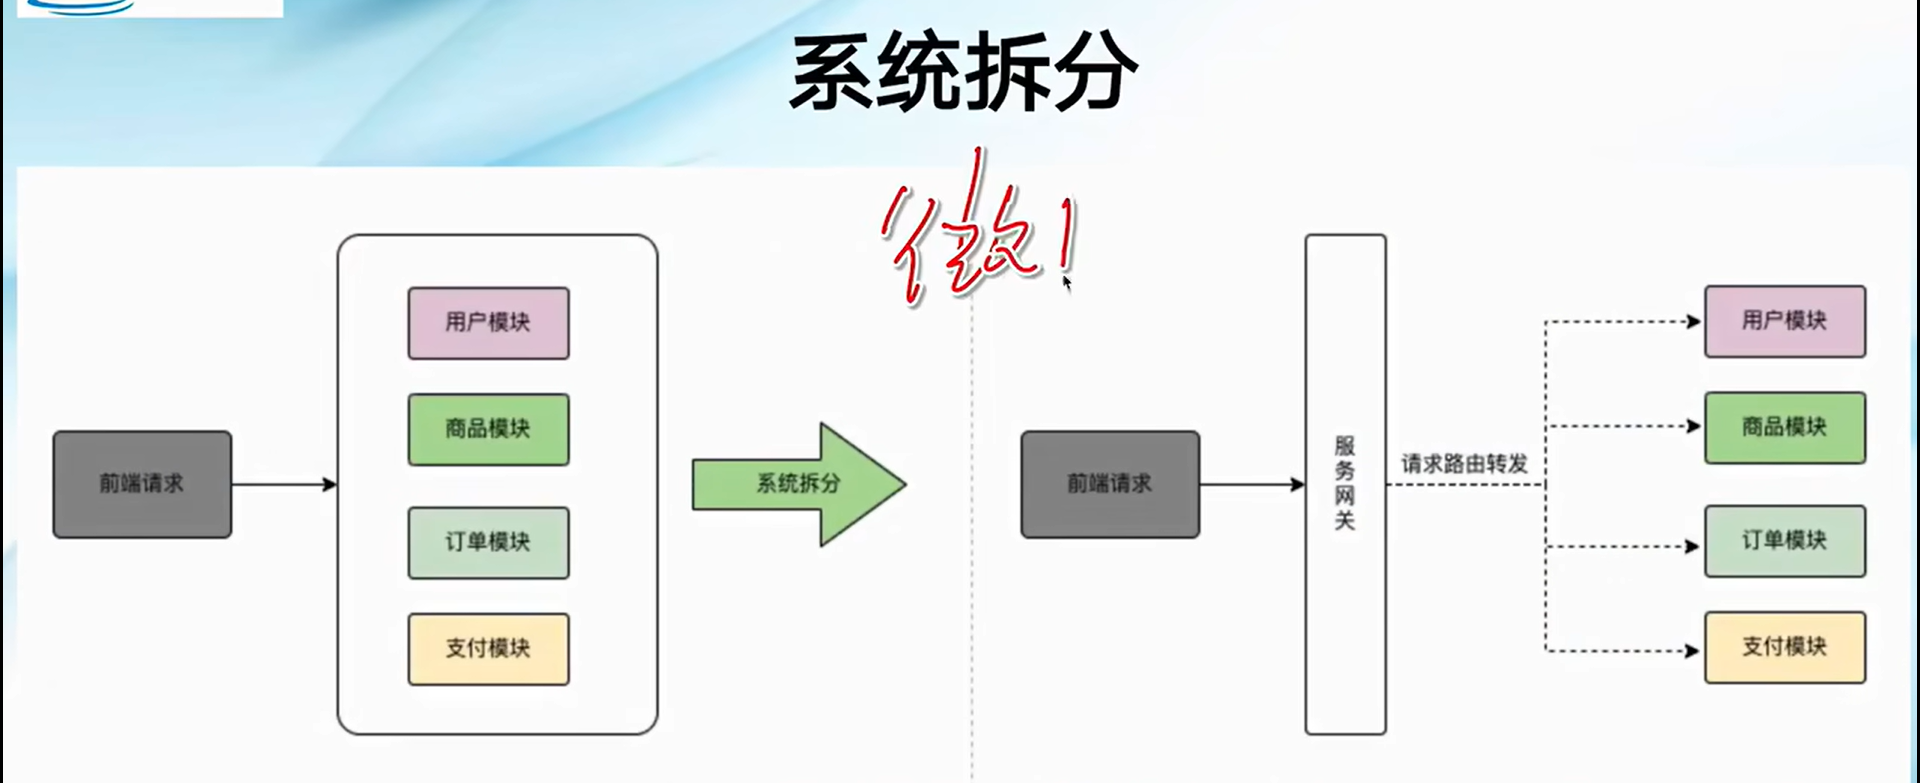 系统拆分
前端请求
用户模块
商品模块
订单模块
支付模块
系统拆分
前端请求
服务网关
请求路由转发
用户模块
商品模块
订单模块
支付模块